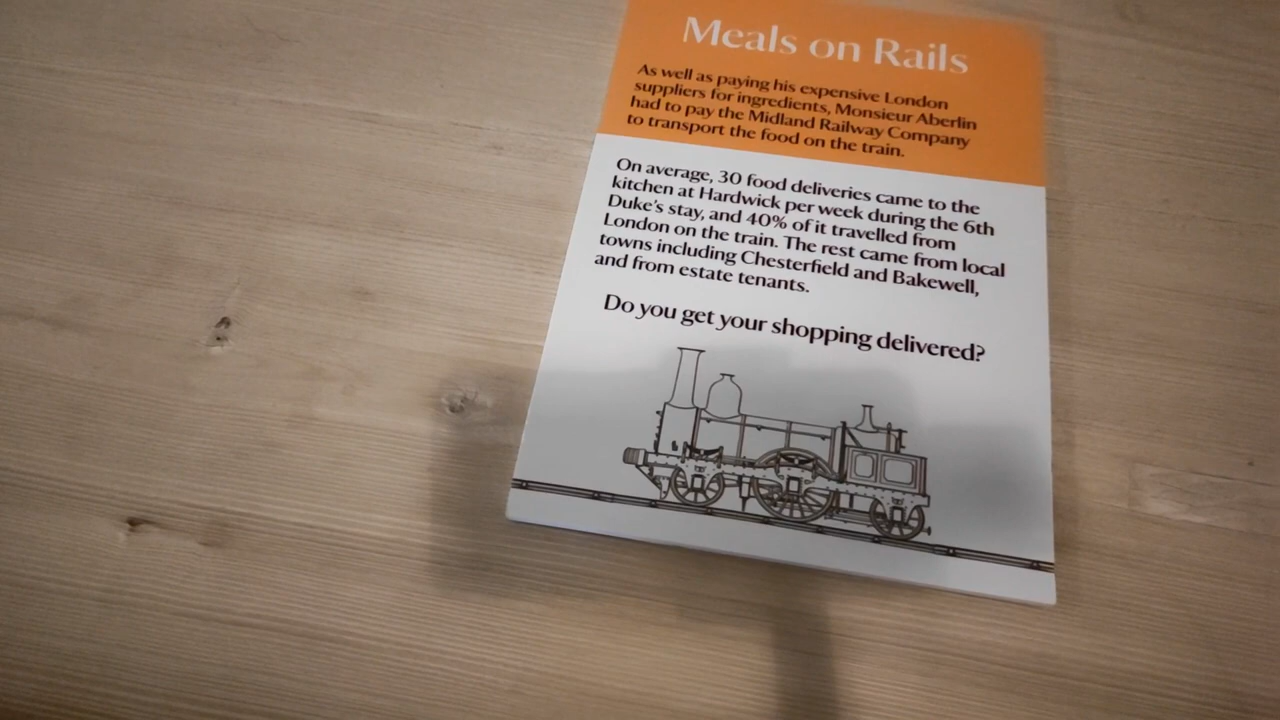 Meals on Rails
As well as paying his expensive London
suppliers for ingredients, Monsieur Aberlin
had to pay the Midland Railway Company
to transport the food on the train.
On average, 30 food deliveries came to the
kitchen at Hardwick per week during the 6th
Duke's stay, and 40% of it travelled from
London on the train. The rest came from local
towns including Chesterfield and Bakewell,
and from estate tenants.
Do you get your shopping delivered?